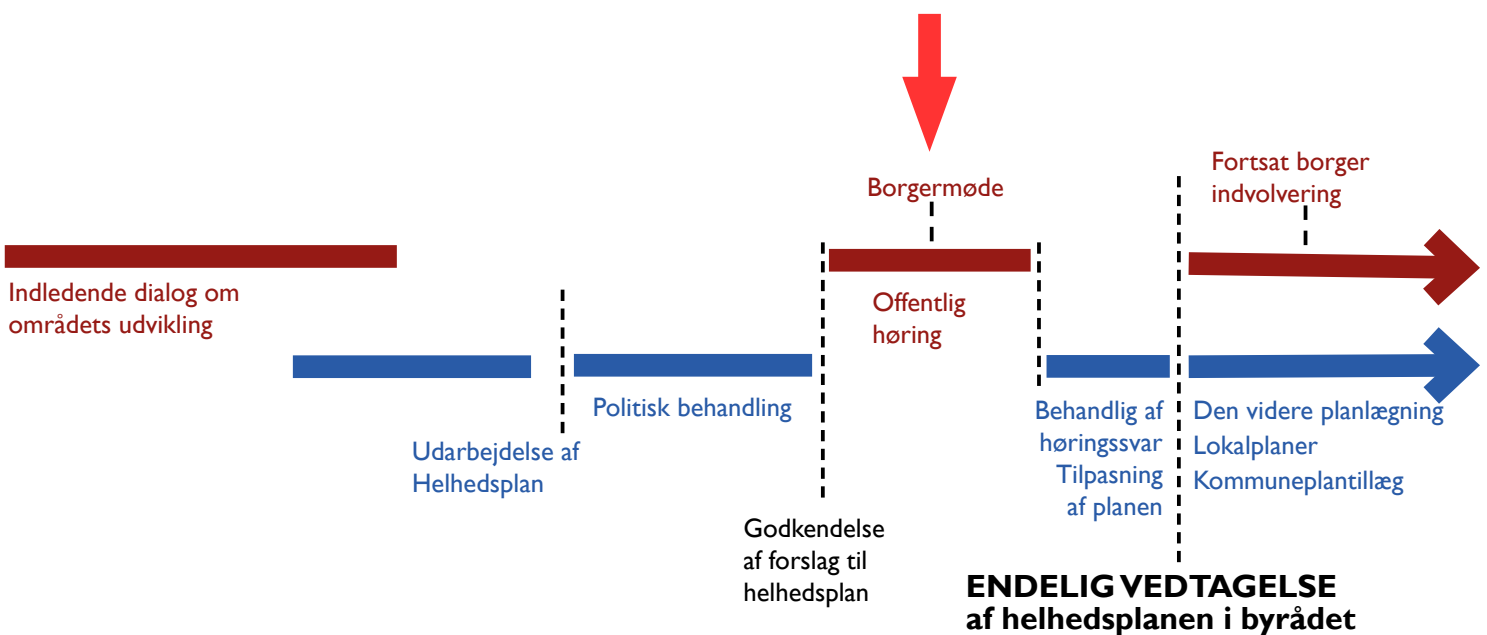 Borgermøde
Fortsat borger
indvolvering
Indledende dialog om
områdets udvikling
Offentlig
høring
Politisk behandling
Udarbejdelse af
Helhedsplan
Behandlig af
høringssvar
Tilpasning
af planen
Den videre planlægning
Lokalplaner
Kommuneplantillæg
Godkendelse
af forslag til
helhedsplan
ENDELIG VEDTAGELSE
af helhedsplanen i byrådet